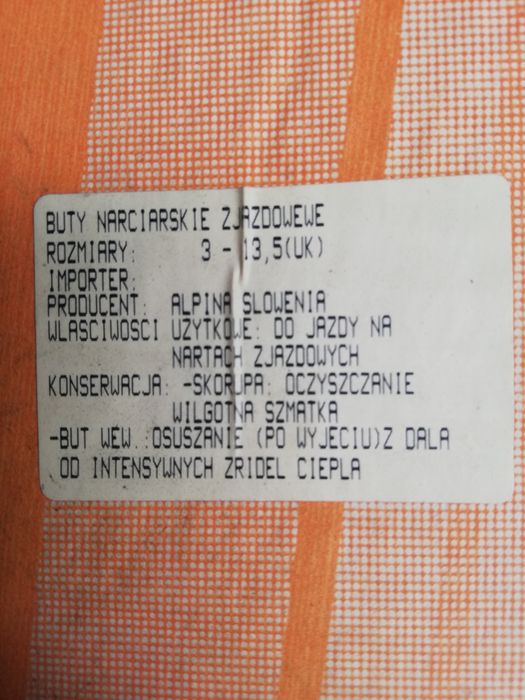 BUTY NARCIARSKIE ZJAZDOWEWE
ROZMIARY: 3 - 13,5(UK)
IMPORTER:
PRODUCENT: ALPINA SLOWENIA
WLASCIWOSCI UZYTKOWE: DO JAZDY NA
NARTACH ZJAZDOWYCH
KONSERWACJA: -SKORUPA: OCZYSZCZANIE
WILGOTNA SZMATKA
-BUT WEW.:OSUSZANIE (PO WYJECIU)Z DALA
OD INTENSYWNYCH ZRIDEL CIEPLA